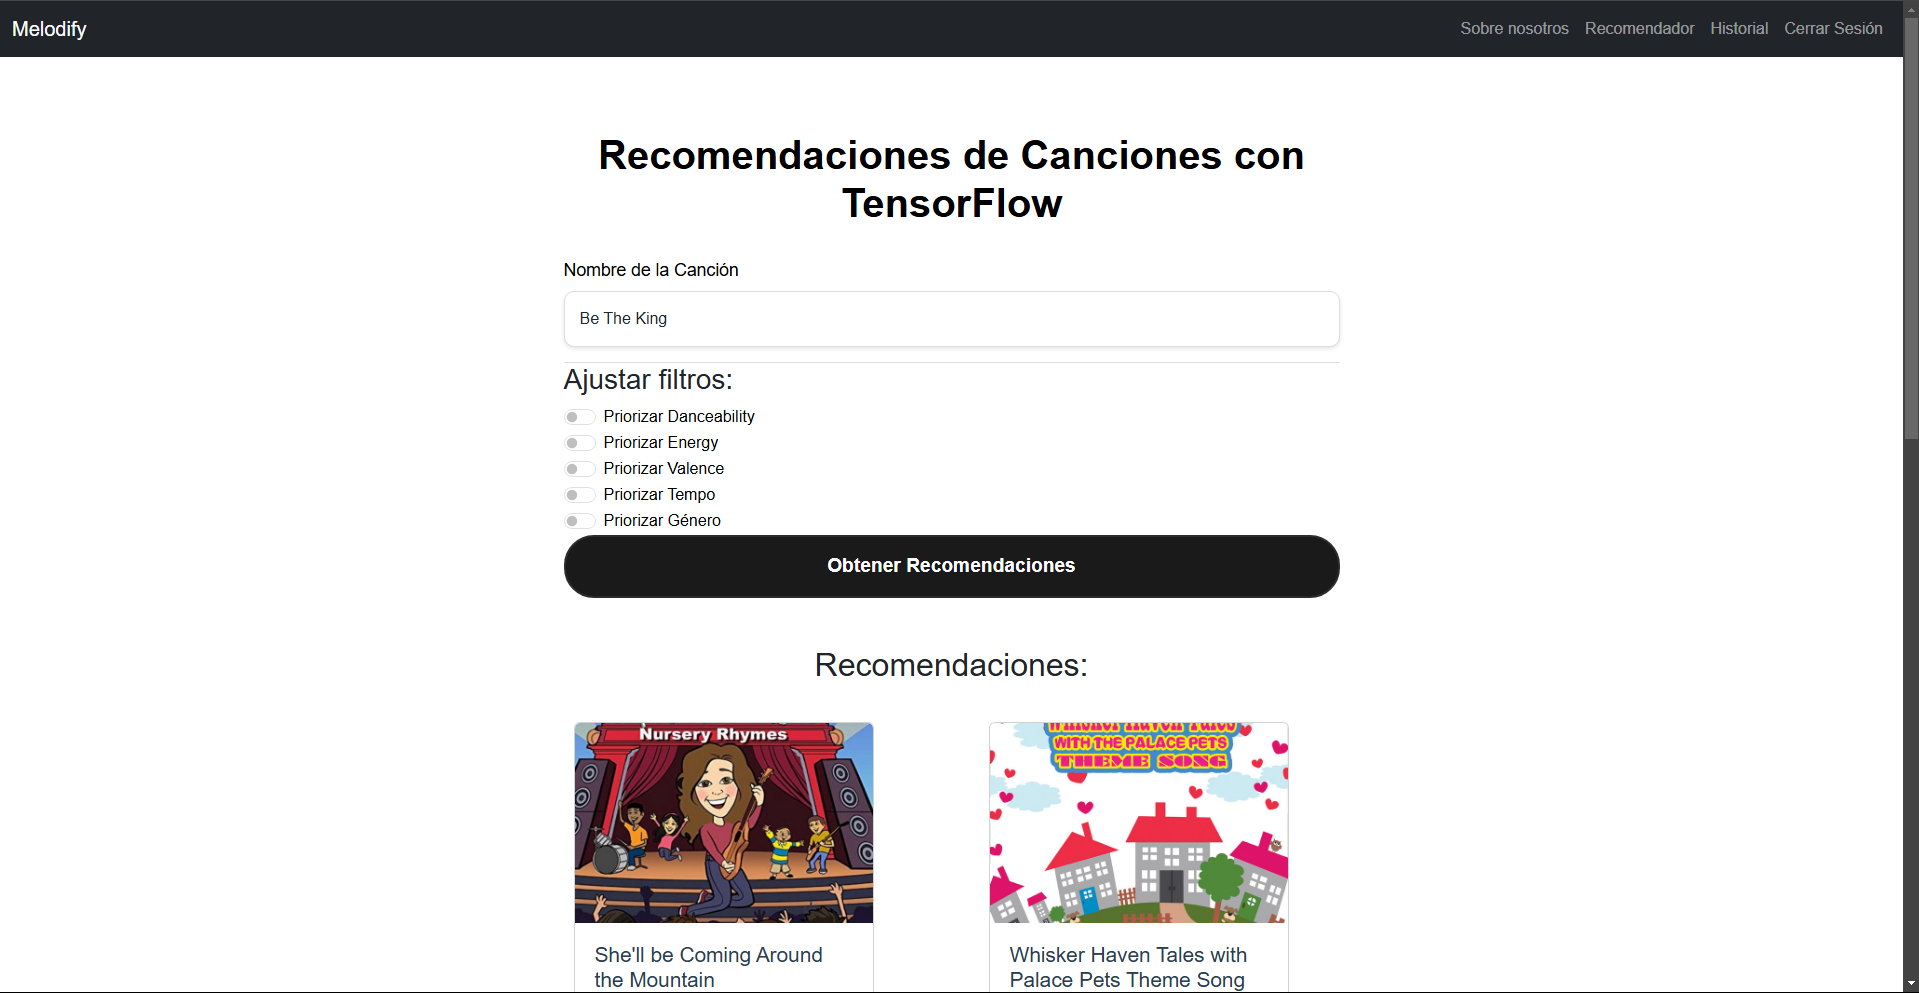 Melodify
Sobre nosotros Recomendador Historial Cerrar Sesión
Recomendaciones de Canciones con
TensorFlow
Nombre de la Canción
Be The King
Ajustar filtros:
Priorizar Danceability
Priorizar Energy
Priorizar Valence
Priorizar Tempo
Priorizar Género
Obtener Recomendaciones
Recomendaciones:
Nursery Rhymes
WHISKER HAVEN TALES
WITH THE PALACE PETS
THEME SONG
She'll be Coming Around
the Mountain
Whisker Haven Tales with
Palace Pets Theme Song